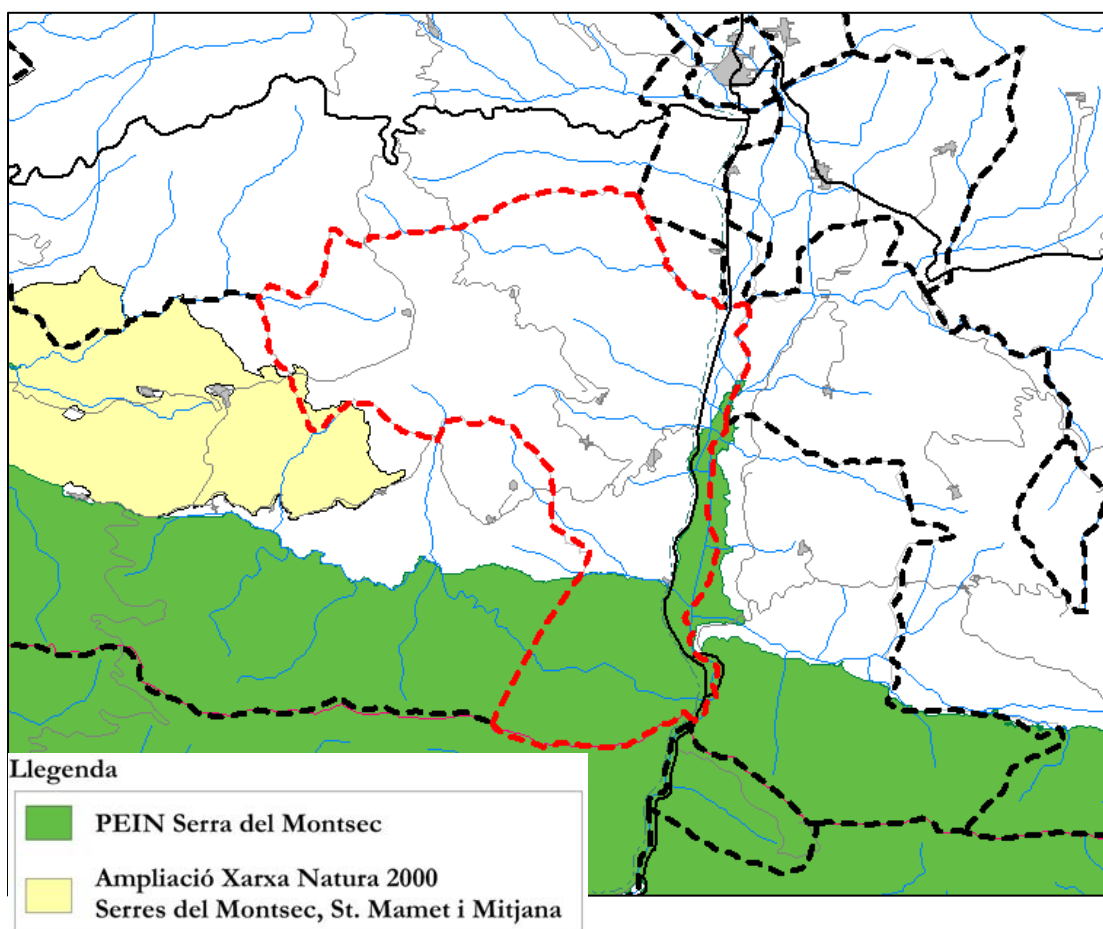 Llegenda
PEIN Serra del Montsec
Ampliació Xarxa Natura 2000
Serres del Montsec, St. Mamet i Mitjana